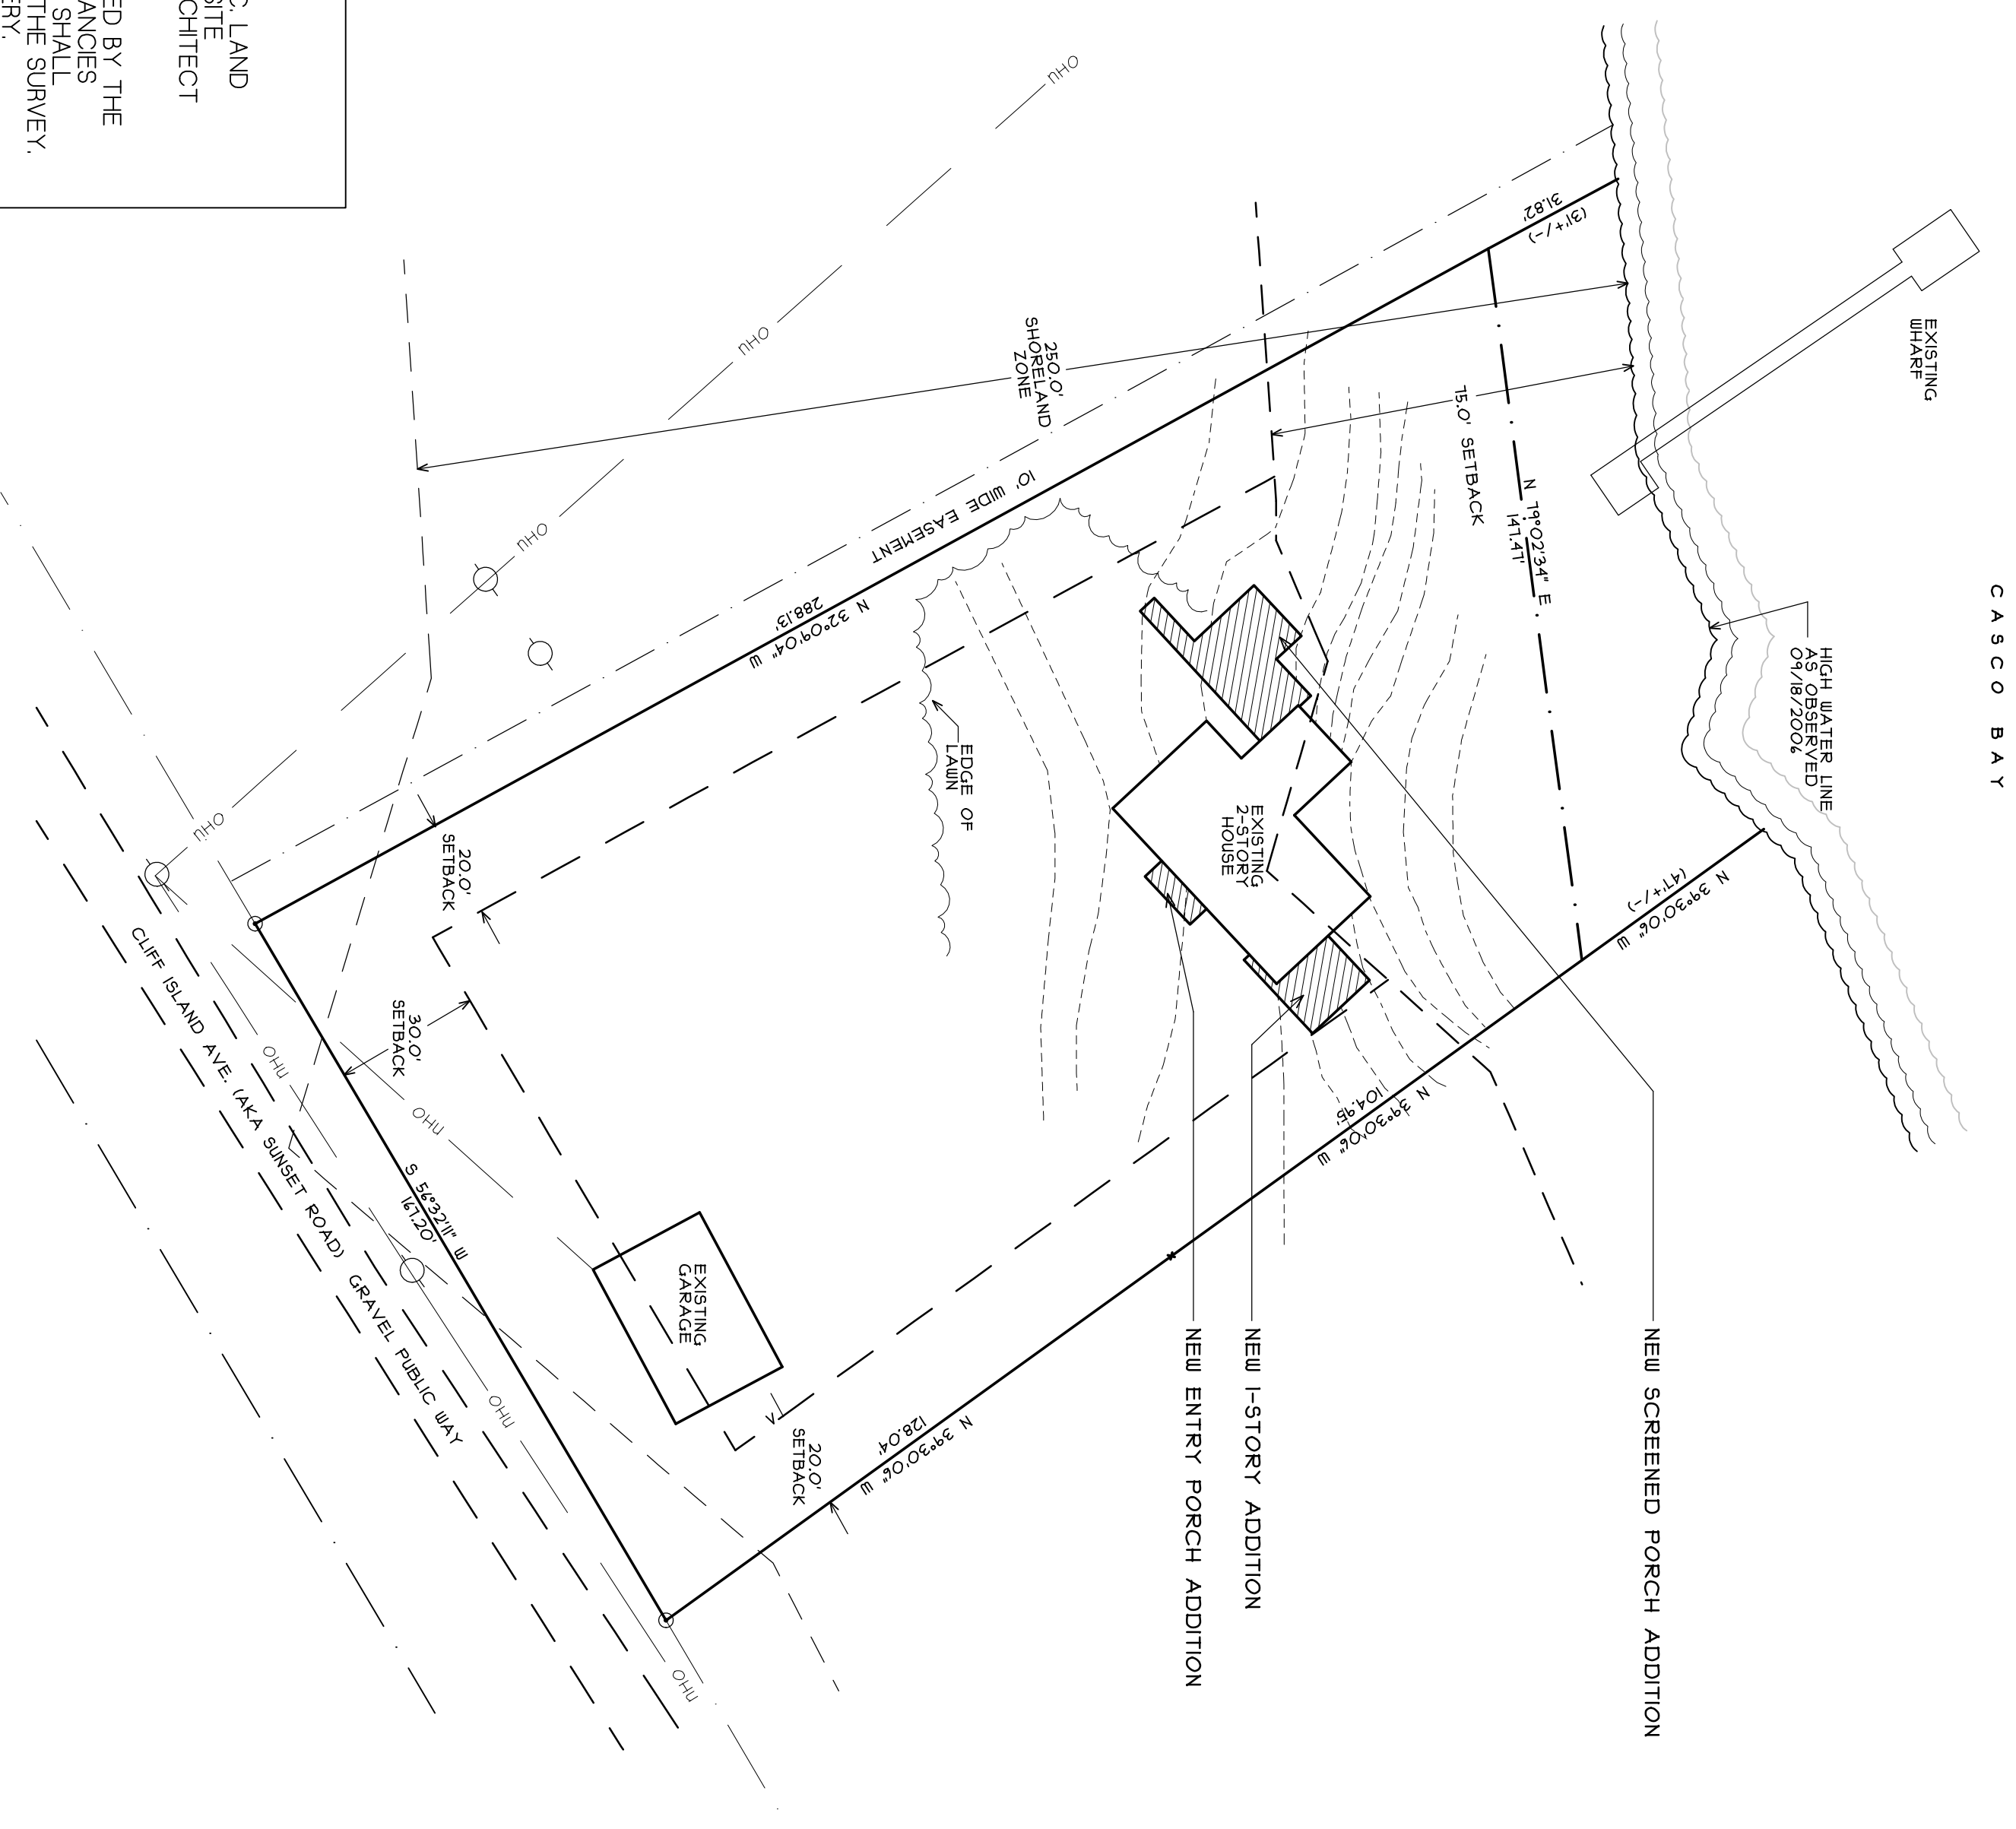 CASCO BAY
EXISTING
WHARF
HIGH WATER LINE
AS OBSERVED
09/18/2006
31.82'
(31'+/-)
75.0' SETBACK
N 79°02'34" E
147.47'
N 39°30'06" W
(47'+/-)
250.0'
SHORELAND
ZONE
10' WIDE EASEMENT
N 32°09'04" W
288.13'
EDGE OF
LAWN
EXISTING
2-STORY
HOUSE
N 39°30'06" W
104.95'
NEW SCREENED PORCH ADDITION
NEW 1-STORY ADDITION
NEW ENTRY PORCH ADDITION
20.0'
SETBACK
30.0'
SETBACK
EXISTING
GARAGE
20.0'
SETBACK
N 39°30'06" W
128.04'
S 56°32'11" W
167.20'
CLIFF ISLAND AVE. (AKA SUNSET ROAD) GRAVEL PUBLIC WAY
OHU
OHU
OHU
OHU
OHU
OHU
OHU
OHU
C. LAND
SITE
CHITECT
ED BY THE
ANCIES
SHALL
THE SURVEY,
ERY.